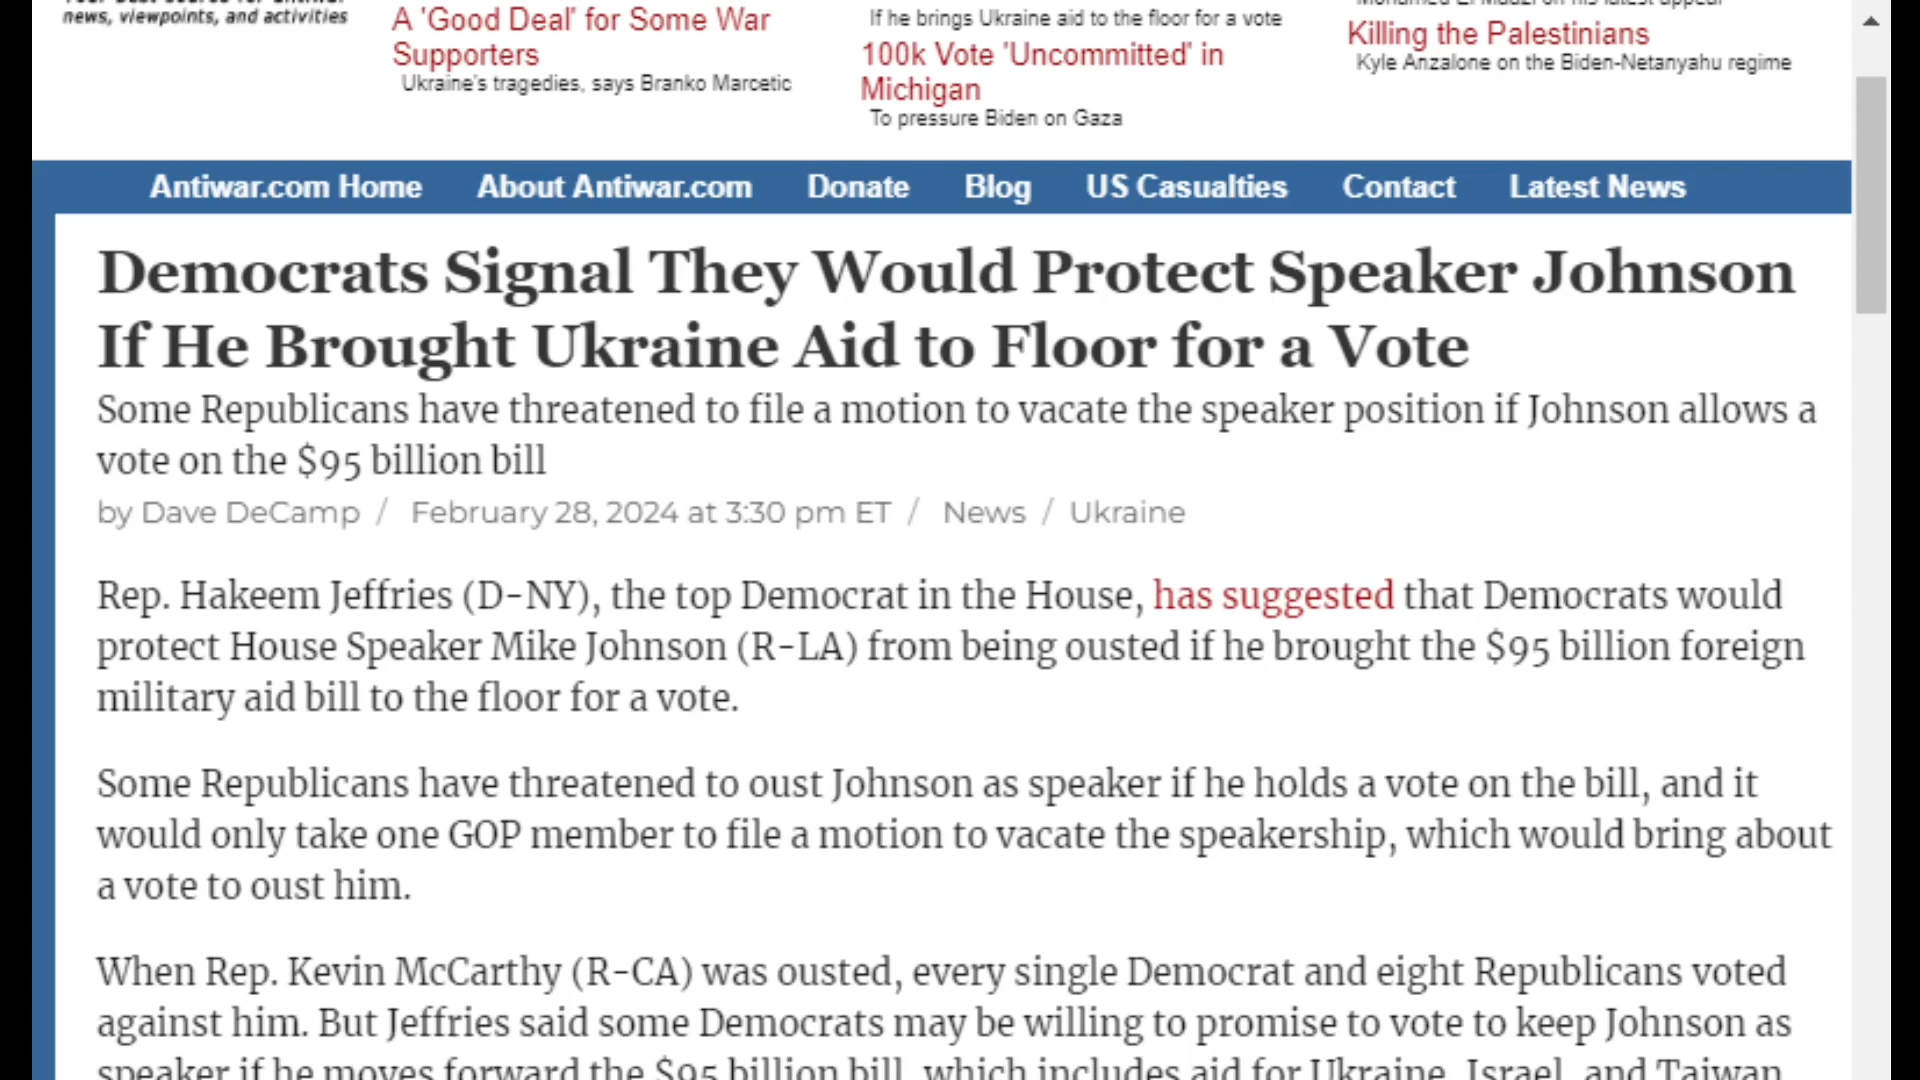 news, viewpoints, and activities
A 'Good Deal' for Some War
Supporters
Ukraine's tragedies, says Branko Marcetic
If he brings Ukraine aid to the floor for a vote
100k Vote 'Uncommitted' in
Michigan
To pressure Biden on Gaza
Killing the Palestinians
Kyle Anzalone on the Biden-Netanyahu regime
Antiwar.com Home About Antiwar.com Donate Blog US Casualties Contact Latest News
Democrats Signal They Would Protect Speaker Johnson
If He Brought Ukraine Aid to Floor for a Vote
Some Republicans have threatened to file a motion to vacate the speaker position if Johnson allows a
vote on the $95 billion bill
by Dave DeCamp / February 28, 2024 at 3:30 pm ET / News / Ukraine
Rep. Hakeem Jeffries (D-NY), the top Democrat in the House, has suggested that Democrats would
protect House Speaker Mike Johnson (R-LA) from being ousted if he brought the $95 billion foreign
military aid bill to the floor for a vote.
Some Republicans have threatened to oust Johnson as speaker if he holds a vote on the bill, and it
would only take one GOP member to file a motion to vacate the speakership, which would bring about
a vote to oust him.
When Rep. Kevin McCarthy (R-CA) was ousted, every single Democrat and eight Republicans voted
against him. But Jeffries said some Democrats may be willing to promise to vote to keep Johnson as
speaker if he moves forward the $95 billion bill, which includes aid for Ukraine, Israel, and Taiwan